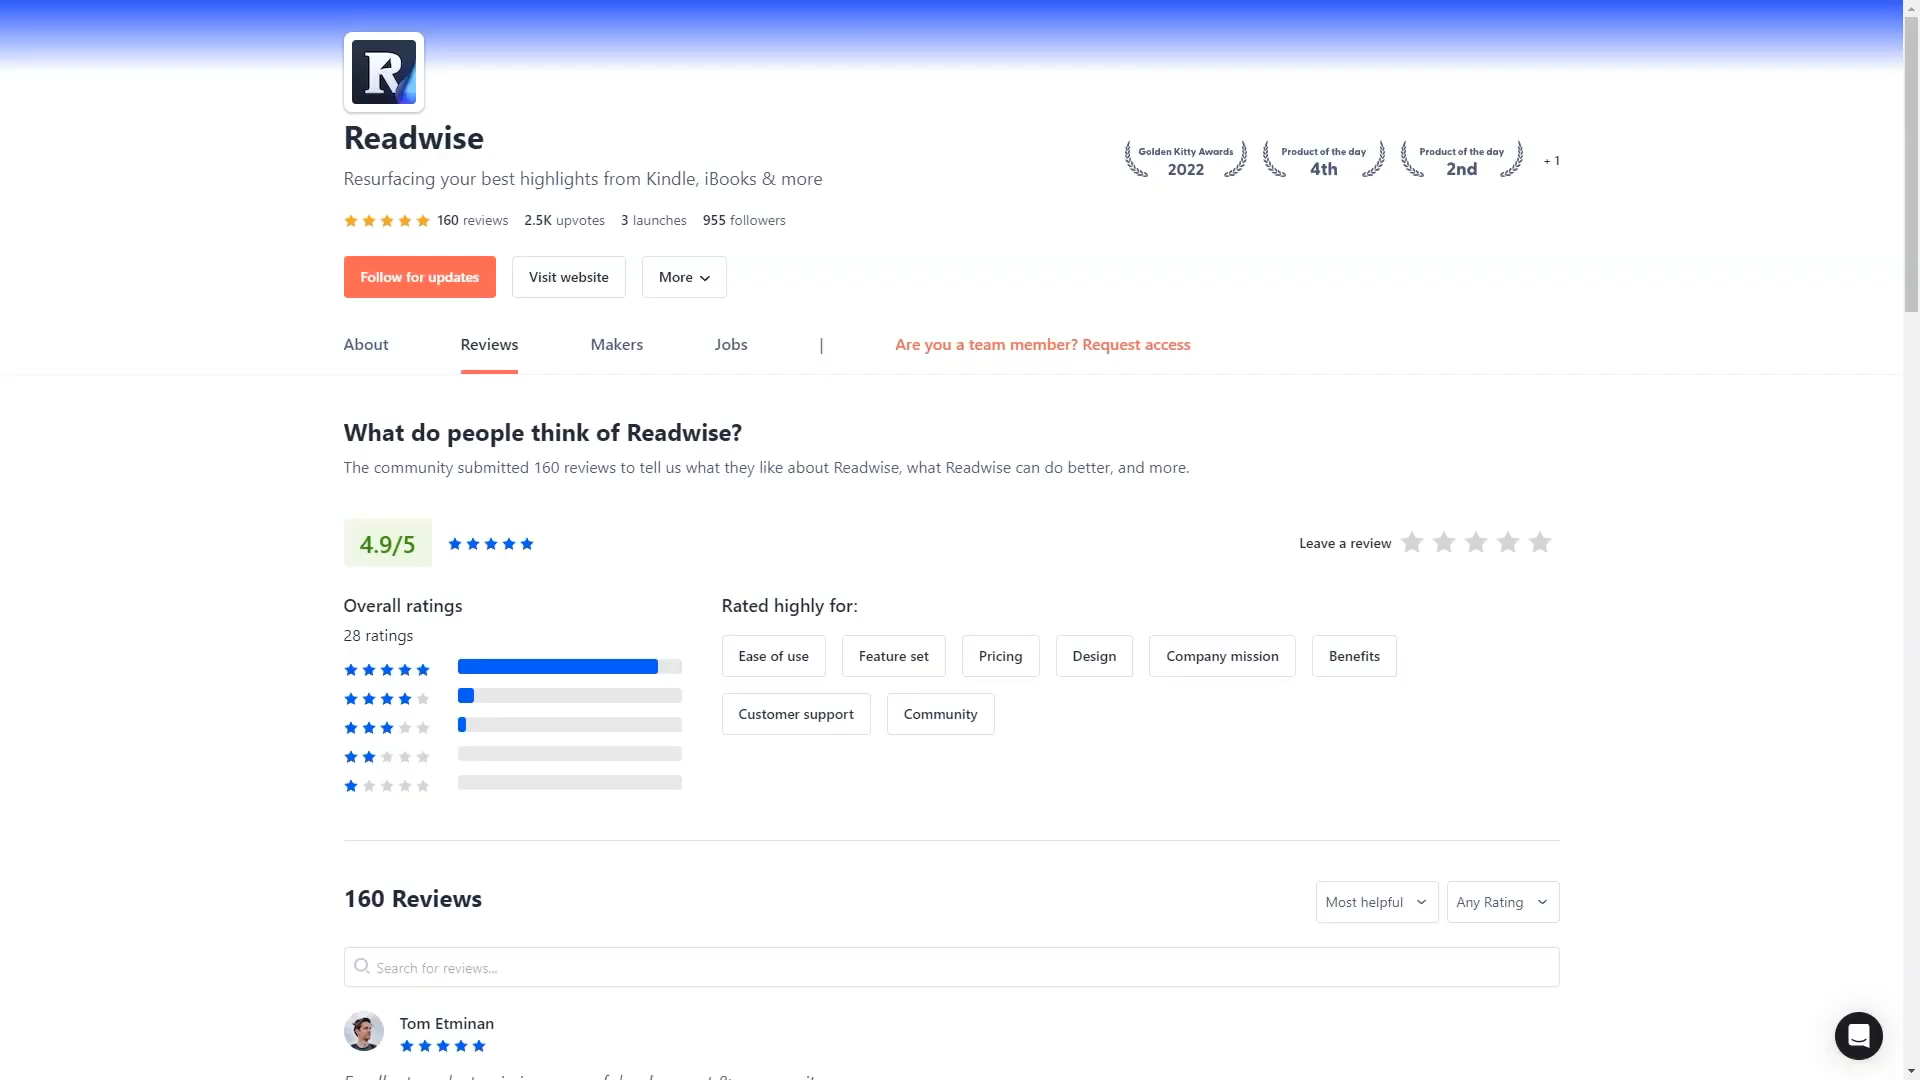 R
Readwise
Resurfacing your best highlights from Kindle, iBooks & more
Golden Kitty Awards
2022
Product of the day
4th
Product of the day
2nd
+ 1
160 reviews 2.5K upvotes 3 launches 955 followers
Follow for updates
Visit website
More
About
Reviews
Makers
Jobs
|
Are you a team member? Request access
What do people think of Readwise?
The community submitted 160 reviews to tell us what they like about Readwise, what Readwise can do better, and more.
4.9/5
Leave a review
Overall ratings
28 ratings
Rated highly for:
Ease of use
Feature set
Pricing
Design
Company mission
Benefits
Customer support
Community
160 Reviews
Most helpful
Any Rating
Search for reviews...
Tom Etminan